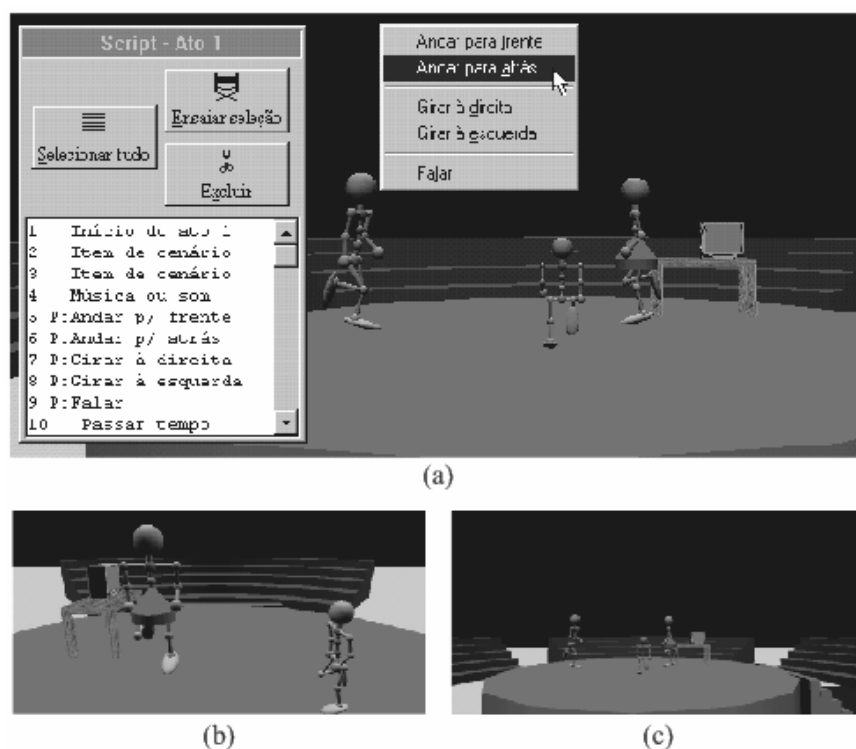 Script - Ato 1
Ensaiar seleção
Selecionar tudo
Excluir
1 Início do ato 1
2 Item de cenário
3 Item de cenário
4 Música ou som
5 P:Andar p/ frente
6 P:Andar p/ atrás
7 P:Girar à direita
8 P:Girar à esquerda
9 P:Falar
10 Passar tempo
Andar para frente
Andar para atrás
Girar à direita
Girar à esquerda
Falar
(a)
(b)
(c)